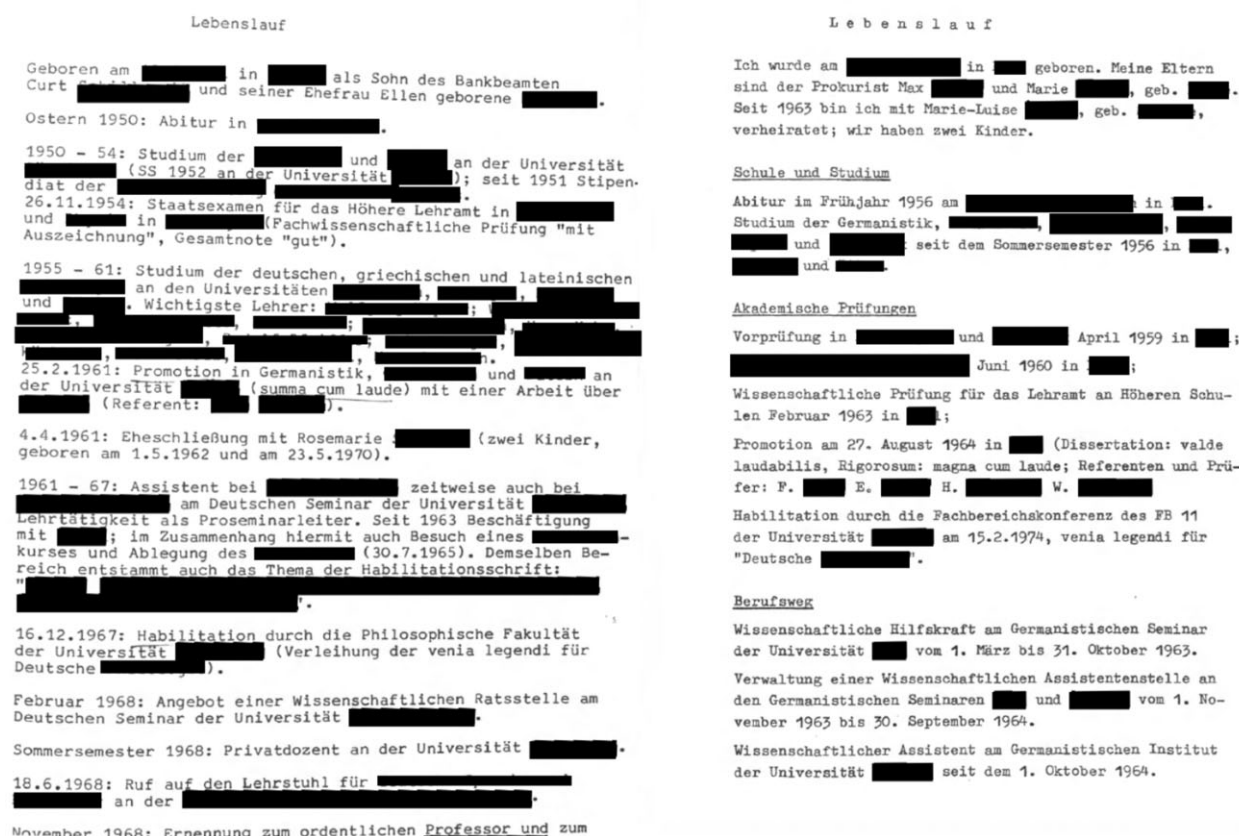 Lebenslauf
Geboren am in als Sohn des Bankbeamten
Curt und seiner Ehefrau Ellen geborene .
Ostern 1950: Abitur in .
1950 - 54: Studium der und an der Universität
(SS 1952 an der Universität ); seit 1951 Stipen-
diat der .
26.11.1954: Staatsexamen für das Höhere Lehramt in
und in (Fachwissenschaftliche Prüfung "mit
Auszeichnung", Gesamtnote "gut").
1955 - 61: Studium der deutschen, griechischen und lateinischen
an den Universitäten , ,
und . Wichtigste Lehrer: ;
25.2.1961: Promotion in Germanistik, und an
der Universität (summa cum laude) mit einer Arbeit über
(Referent: ).
4.4.1961: Eheschließung mit Rosemarie (zwei Kinder,
geboren am 1.5.1962 und am 23.5.1970).
1961 - 67: Assistent bei zeitweise auch bei
am Deutschen Seminar der Universität
Lehrtätigkeit als Proseminarleiter. Seit 1963 Beschäftigung
mit ; im Zusammenhang hiermit auch Besuch eines -
kurses und Ablegung des (30.7.1965). Demselben Be-
reich entstammt auch das Thema der Habilitationsschrift:
" ".
16.12.1967: Habilitation durch die Philosophische Fakultät
der Universität (Verleihung der venia legendi für
Deutsche ).
Februar 1968: Angebot einer Wissenschaftlichen Ratsstelle am
Deutschen Seminar der Universität .
Sommersemester 1968: Privatdozent an der Universität .
18.6.1968: Ruf auf den Lehrstuhl für
an der .
November 1968: Ernennung zum ordentlichen Professor und zum
Lebenslauf
Ich wurde am in geboren. Meine Eltern
sind der Prokurist Max und Marie , geb. .
Seit 1963 bin ich mit Marie-Luise , geb. ,
verheiratet; wir haben zwei Kinder.
Schule und Studium
Abitur im Frühjahr 1956 am in .
Studium der Germanistik, , ,
und seit dem Sommersemester 1956 in ,
und .
Akademische Prüfungen
Vorprüfung in und April 1959 in ;
Juni 1960 in ;
Wissenschaftliche Prüfung für das Lehramt an Höheren Schu-
len Februar 1963 in ;
Promotion am 27. August 1964 in (Dissertation: valde
laudabilis, Rigorosum: magna cum laude; Referenten und Prü-
fer: F. E. H. W.
Habilitation durch die Fachbereichskonferenz des FB 11
der Universität am 15.2.1974, venia legendi für
"Deutsche ".
Berufsweg
Wissenschaftliche Hilfskraft am Germanistischen Seminar
der Universität vom 1. März bis 31. Oktober 1963.
Verwaltung einer Wissenschaftlichen Assistentenstelle an
den Germanistischen Seminaren und vom 1. No-
vember 1963 bis 30. September 1964.
Wissenschaftlicher Assistent am Germanistischen Institut
der Universität seit dem 1. Oktober 1964.